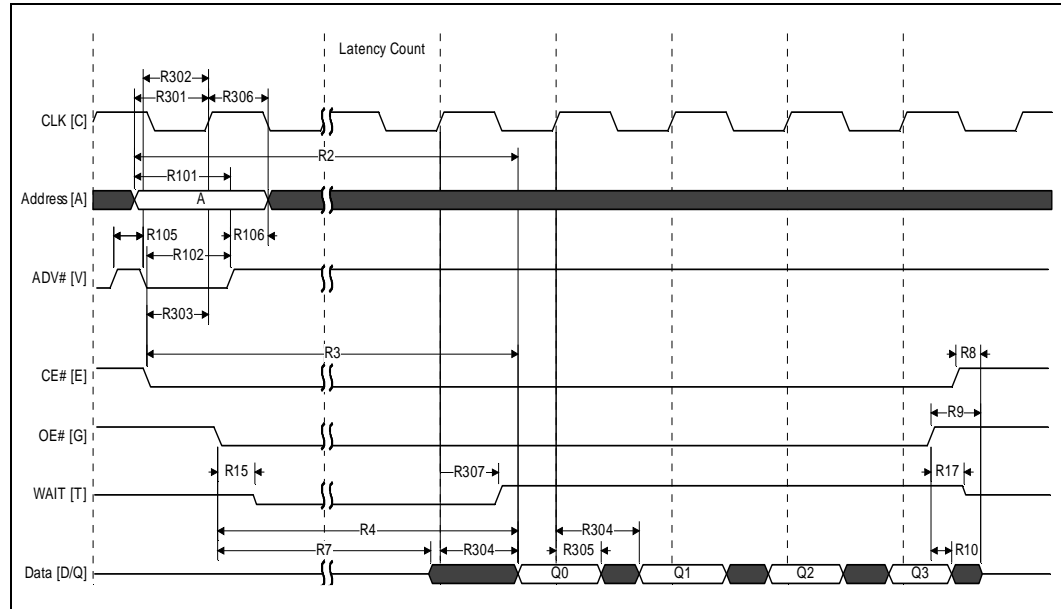 Latency Count
R302
R301 R306
CLK [C]
R2
R101
Address [A] A
R105 R106
R102
ADV# [V]
R303
R3
R8
CE# [E]
R9
OE# [G]
R15 R307 R17
WAIT [T]
R4 R304
R7 R304 R305 R10
Data [D/Q] Q0 Q1 Q2 Q3